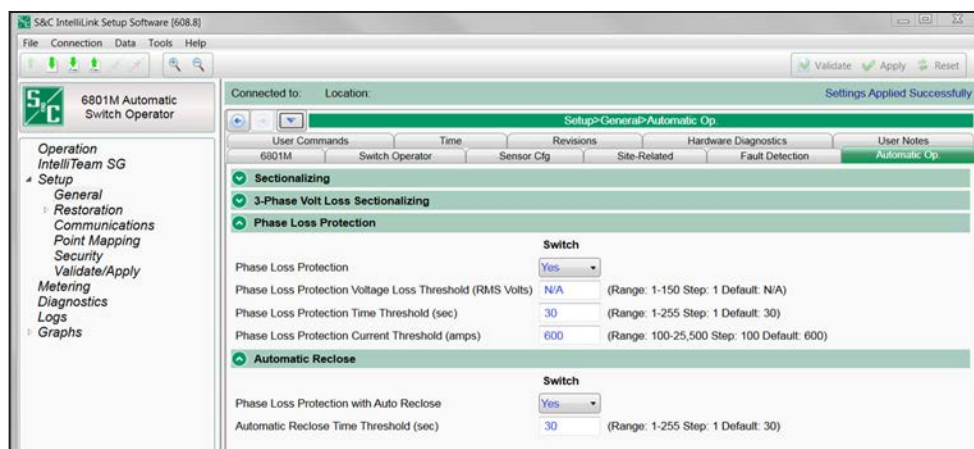 S&C IntelliLink Setup Software [608.8]
File Connection Data Tools Help
Validate Apply Reset
S&C
6801M Automatic
Switch Operator
Operation
IntelliTeam SG
Setup
General
Restoration
Communications
Point Mapping
Security
Validate/Apply
Metering
Diagnostics
Logs
Graphs
Connected to: Location: Settings Applied Successfully
Setup>General>Automatic Op.
User Commands Time Revisions Hardware Diagnostics User Notes
6801M Switch Operator Sensor Cfg Site-Related Fault Detection Automatic Op.
Sectionalizing
3-Phase Volt Loss Sectionalizing
Phase Loss Protection
Switch
Phase Loss Protection Yes
Phase Loss Protection Voltage Loss Threshold (RMS Volts) N/A (Range: 1-150 Step: 1 Default: N/A)
Phase Loss Protection Time Threshold (sec) 30 (Range: 1-255 Step: 1 Default: 30)
Phase Loss Protection Current Threshold (amps) 600 (Range: 100-25,500 Step: 100 Default: 600)
Automatic Reclose
Switch
Phase Loss Protection with Auto Reclose Yes
Automatic Reclose Time Threshold (sec) 30 (Range: 1-255 Step: 1 Default: 30)